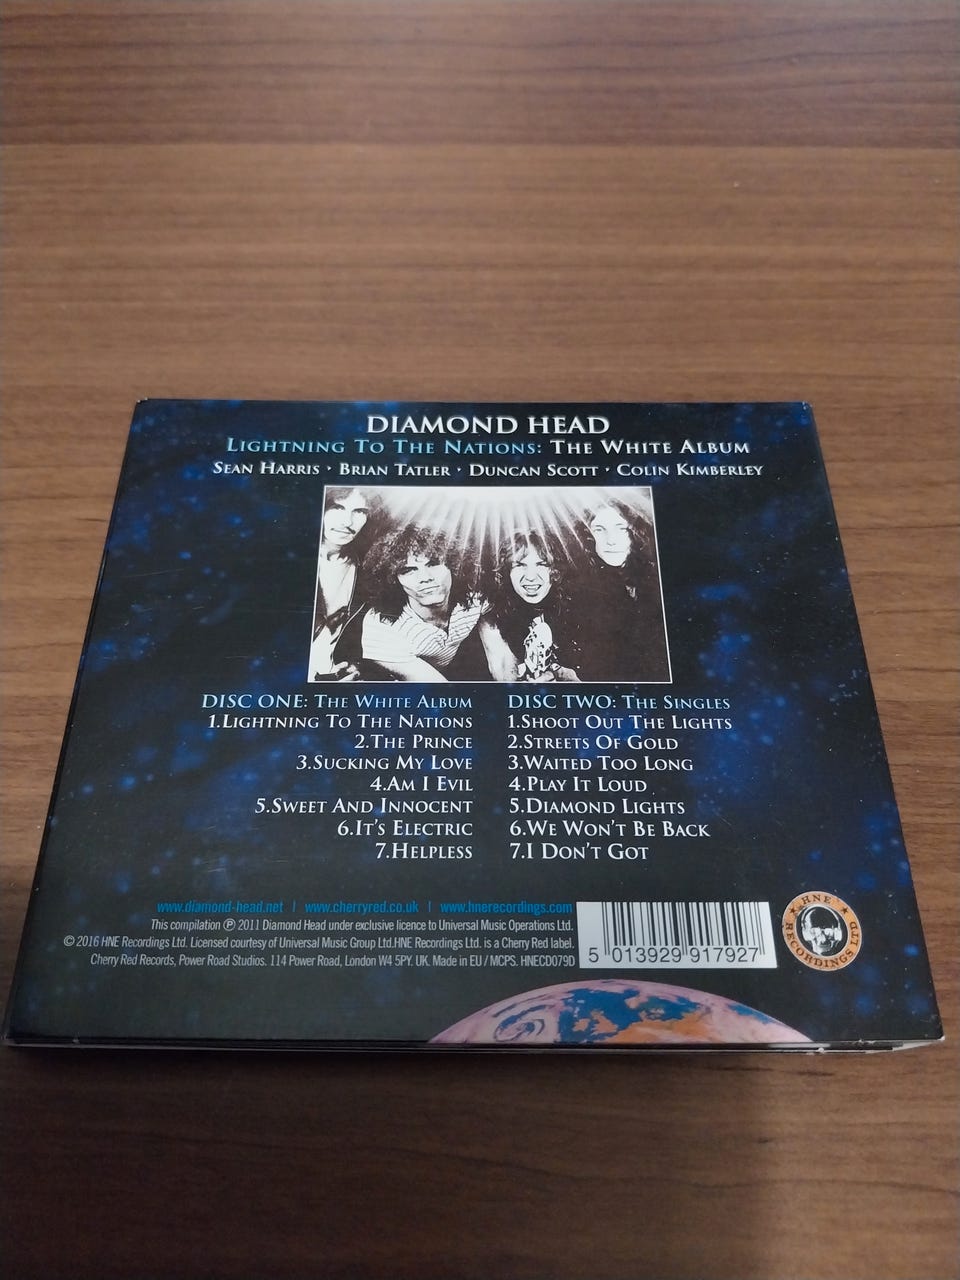 DIAMOND HEAD
LIGHTNING TO THE NATIONS: THE WHITE ALBUM
SEAN HARRIS · BRIAN TATLER · DUNCAN SCOTT · COLIN KIMBERLEY
DISC ONE: THE WHITE ALBUM
1.LIGHTNING TO THE NATIONS
2.THE PRINCE
3.SUCKING MY LOVE
4.AM I EVIL
5.SWEET AND INNOCENT
6.IT'S ELECTRIC
7.HELPLESS
DISC TWO: THE SINGLES
1.SHOOT OUT THE LIGHTS
2.STREETS OF GOLD
3.WAITED TOO LONG
4.PLAY IT LOUD
5.DIAMOND LIGHTS
6.WE WON'T BE BACK
7.I DON'T GOT
www.diamond-head.net | www.cherryred.co.uk | www.hnerecordings.com
This compilation ℗ 2011 Diamond Head under exclusive licence to Universal Music Operations Ltd.
© 2016 HNE Recordings Ltd. Licensed courtesy of Universal Music Group Ltd.HNE Recordings Ltd. is a Cherry Red label.
Cherry Red Records, Power Road Studios. 114 Power Road, London W4 5PY. UK. Made in EU / MCPS. HNECD079D
5 013929 917927
HNE RECORDINGS LTD